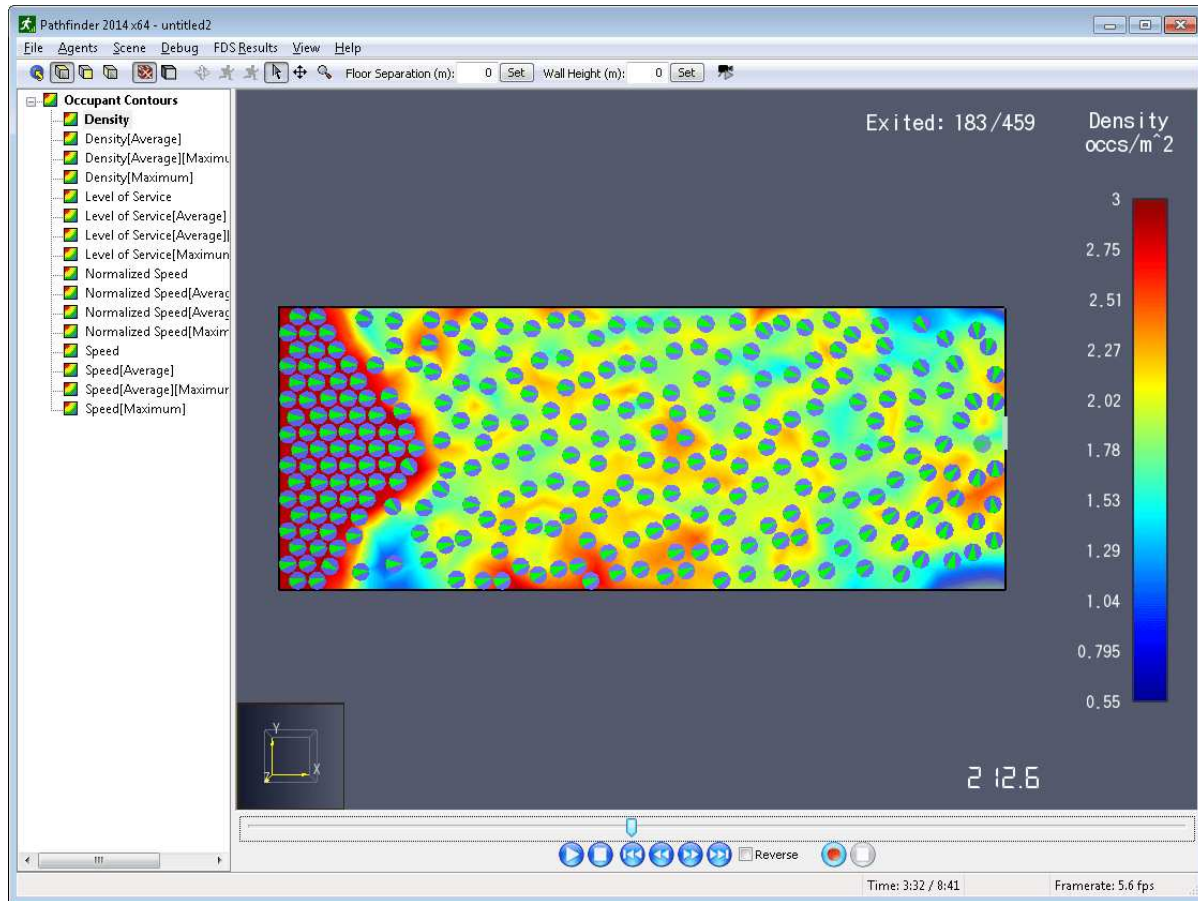 Pathfinder 2014 x64 - untitled2
File Agents Scene Debug FDS Results View Help
Floor Separation (m): 0 Set Wall Height (m): 0 Set
Occupant Contours
Density
Density[Average]
Density[Average][Maximu
Density[Maximum]
Level of Service
Level of Service[Average]
Level of Service[Average][
Level of Service[Maximun
Normalized Speed
Normalized Speed[Averag
Normalized Speed[Averag
Normalized Speed[Maxim
Speed
Speed[Average]
Speed[Average][Maximur
Speed[Maximum]
Exited: 183/459
Density
occs/m^2
3
2.75
2.51
2.27
2.02
1.78
1.53
1.29
1.04
0.795
0.55
Y
Z X
212.6
Reverse
Time: 3:32 / 8:41 Framerate: 5.6 fps